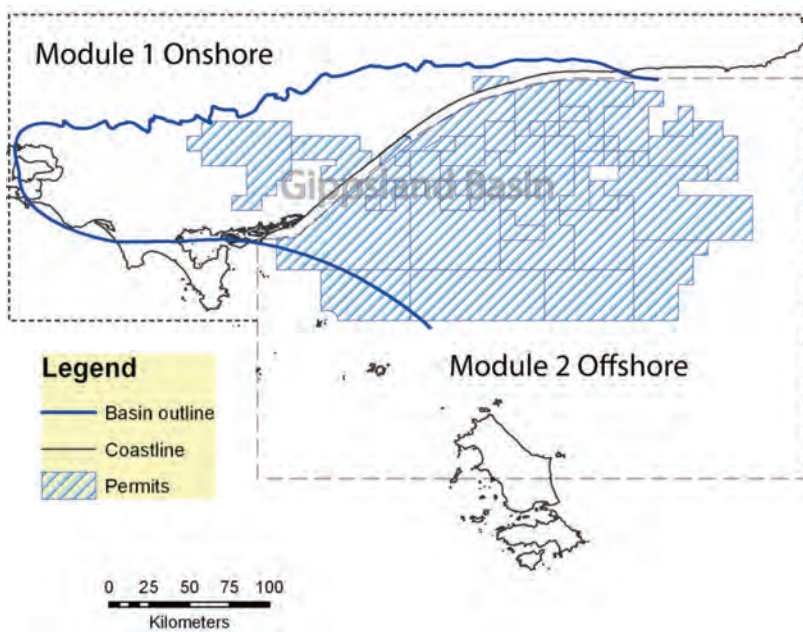 Module 1 Onshore
Gippsland Basin
Module 2 Offshore
Legend
Basin outline
Coastline
Permits
0 25 50 75 100
Kilometers